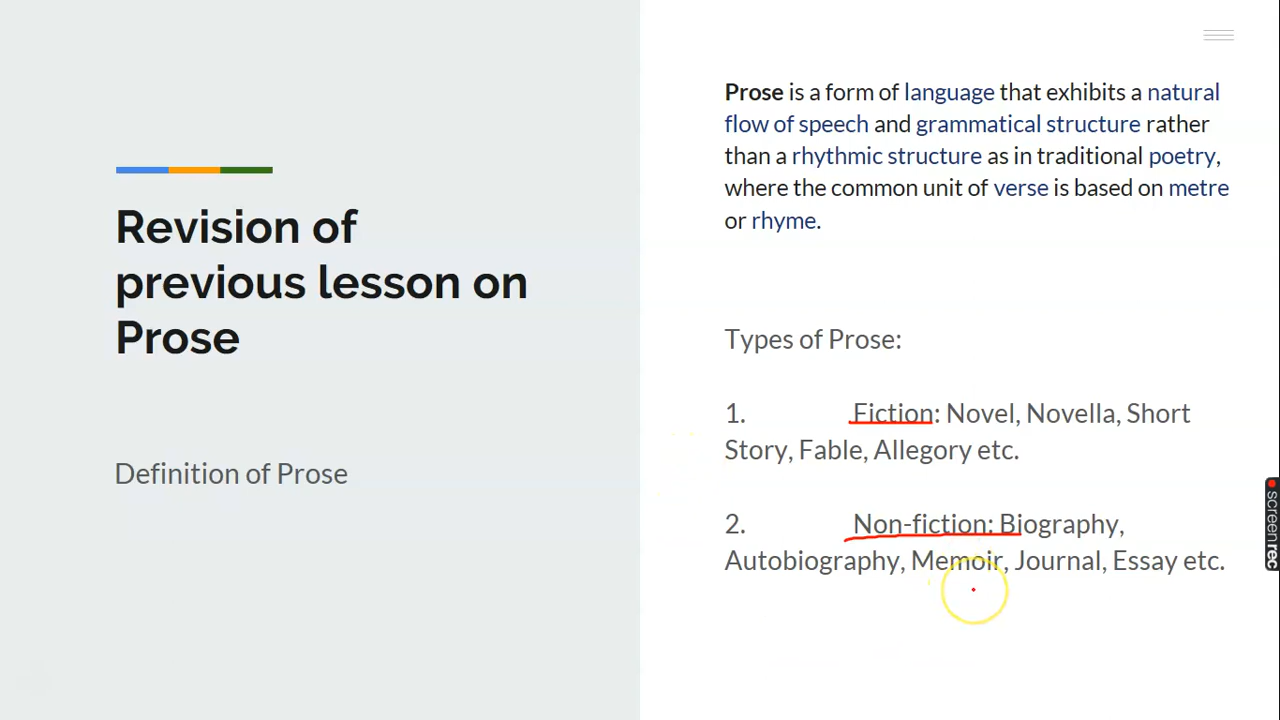 Revision of
previous lesson on
Prose
Definition of Prose
Prose is a form of language that exhibits a natural
flow of speech and grammatical structure rather
than a rhythmic structure as in traditional poetry,
where the common unit of verse is based on metre
or rhyme.
Types of Prose:
1. Fiction: Novel, Novella, Short
Story, Fable, Allegory etc.
2. Non-fiction: Biography,
Autobiography, Memoir, Journal, Essay etc.
screenrec